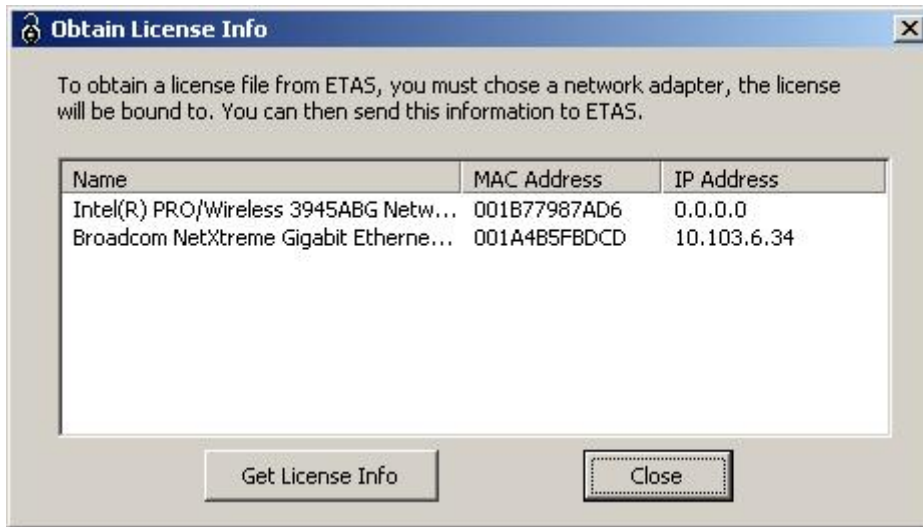 Obtain License Info
To obtain a license file from ETAS, you must chose a network adapter, the license
will be bound to. You can then send this information to ETAS.
Name MAC Address IP Address
Intel(R) PRO/Wireless 3945ABG Netw... 001B77987AD6 0.0.0.0
Broadcom NetXtreme Gigabit Etherne... 001A4B5FBDCD 10.103.6.34
Get License Info Close